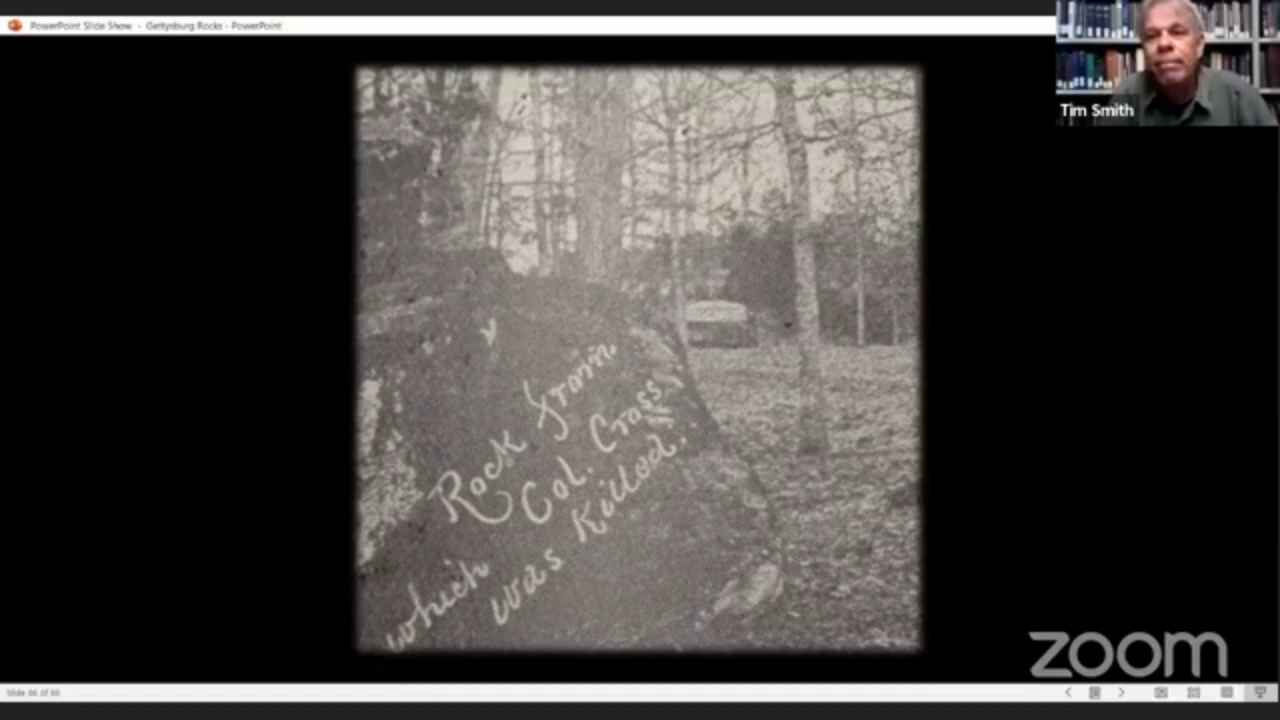 PowerPoint Slide Show - Gettysburg Rocks - PowerPoint
Tim Smith
Rock from
which Col. Cross
was Killed.
zoom